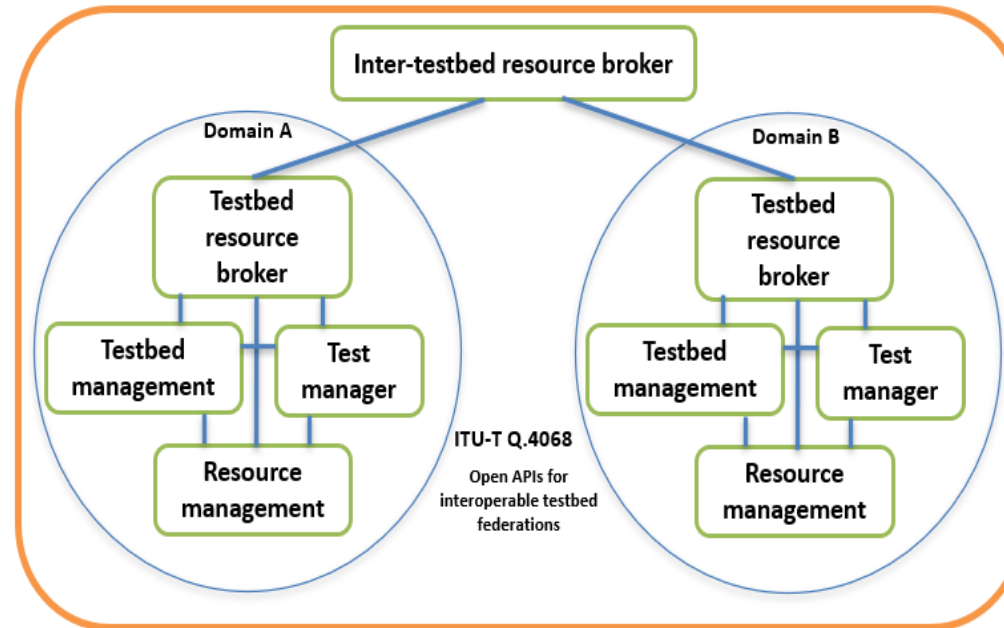 Inter-testbed resource broker
Domain A
Testbed
resource
broker
Testbed
management
Test
manager
Resource
management
ITU-T Q.4068
Open APIs for
interoperable testbed
federations
Domain B
Testbed
resource
broker
Testbed
management
Test
manager
Resource
management